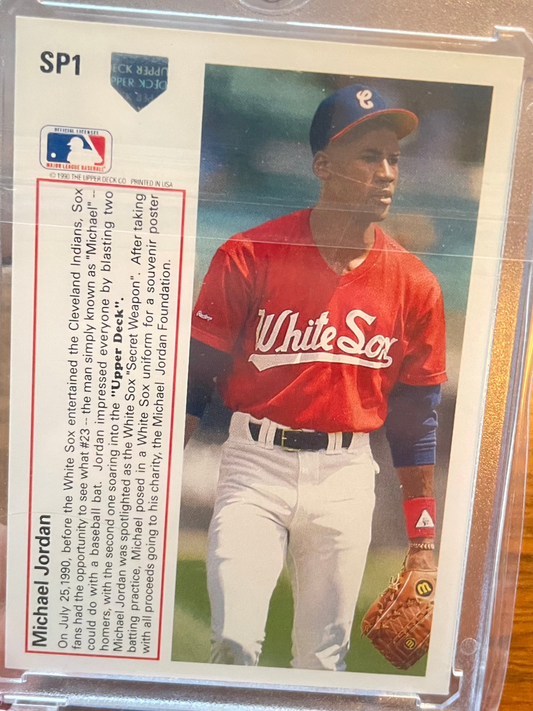 SP1
UPPER DECK
UPPER DECK
OFFICIAL LICENSEE
MAJOR LEAGUE BASEBALL
© 1990 THE UPPER DECK CO. PRINTED IN USA
Michael Jordan
On July 25,1990, before the White Sox entertained the Cleveland Indians, Sox
fans had the opportunity to see what #23 -- the man simply known as "Michael" --
could do with a baseball bat. Jordan impressed everyone by blasting two
homers, with the second one soaring into the "Upper Deck".
Michael Jordan was spotlighted as the White Sox "Secret Weapon". After taking
batting practice, Michael posed in a White Sox uniform for a souvenir poster
with all proceeds going to his charity, the Michael Jordan Foundation.
C
White Sox
Rawlings